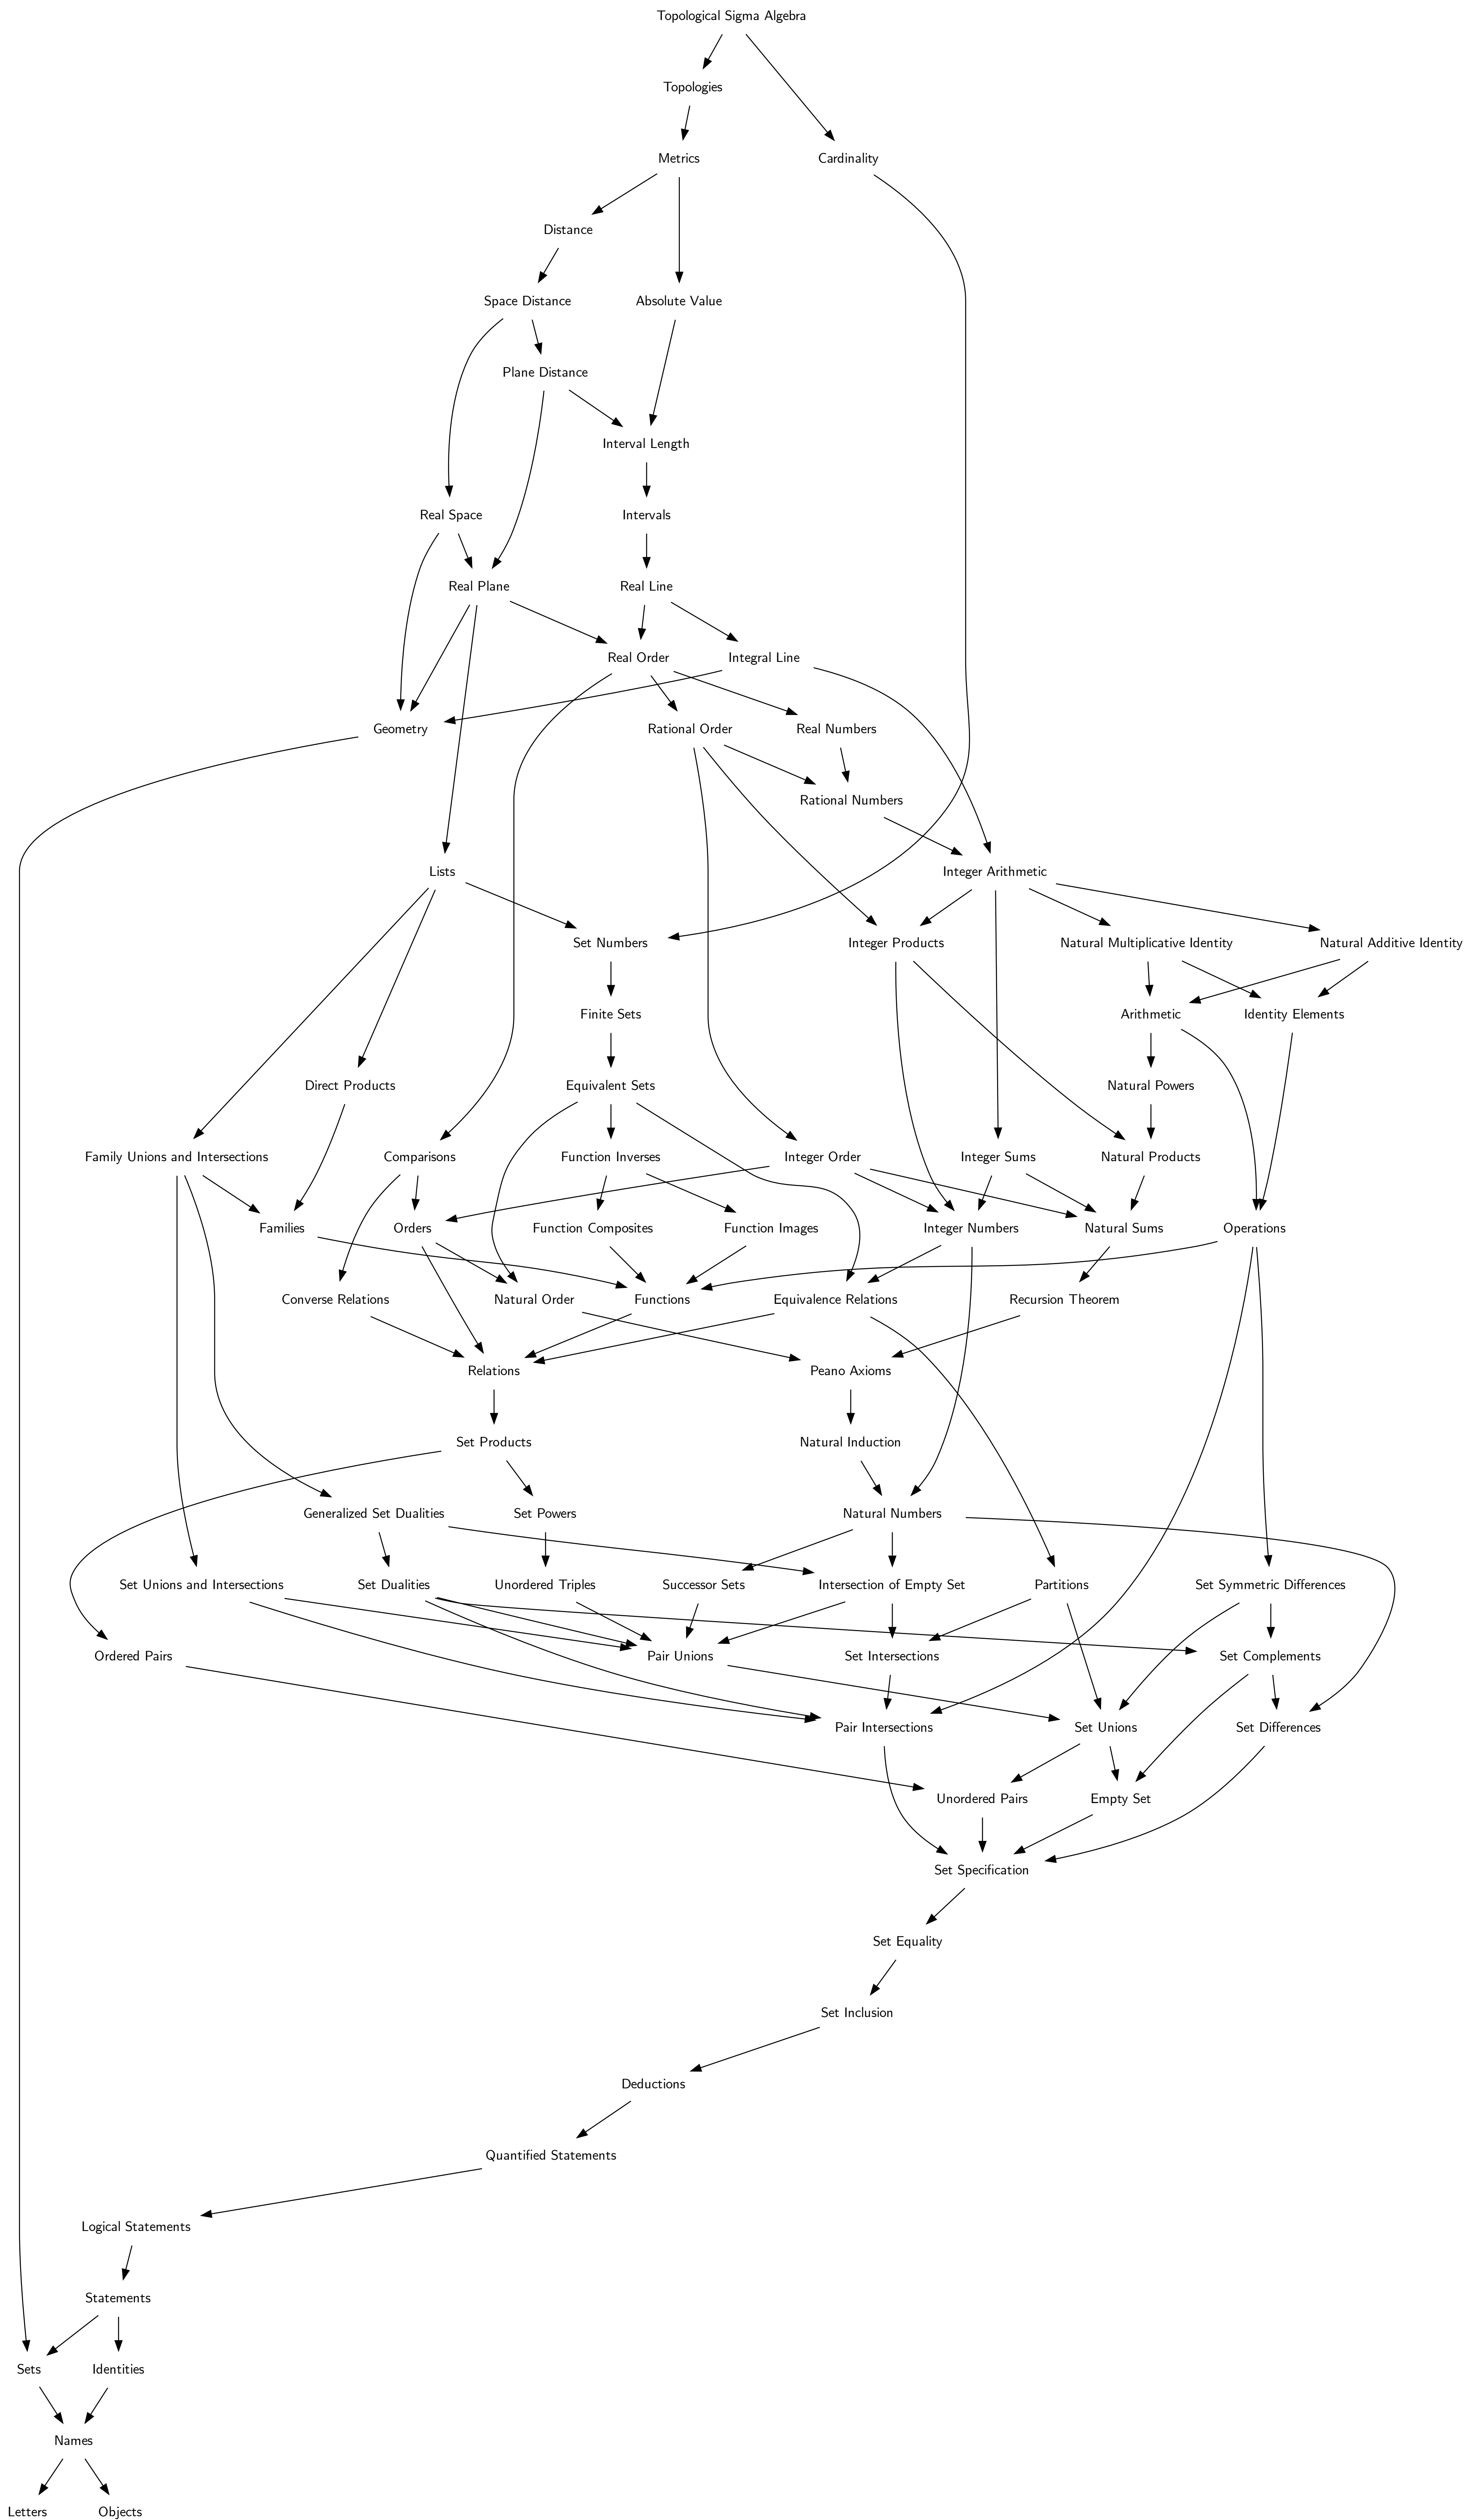 Topological Sigma Algebra
Topologies
Metrics
Cardinality
Distance
Space Distance
Absolute Value
Plane Distance
Interval Length
Real Space
Intervals
Real Plane
Real Line
Real Order
Integral Line
Geometry
Rational Order
Real Numbers
Rational Numbers
Lists
Integer Arithmetic
Set Numbers
Integer Products
Natural Multiplicative Identity
Natural Additive Identity
Finite Sets
Arithmetic
Identity Elements
Direct Products
Equivalent Sets
Natural Powers
Family Unions and Intersections
Comparisons
Function Inverses
Integer Order
Integer Sums
Natural Products
Families
Orders
Function Composites
Function Images
Integer Numbers
Natural Sums
Operations
Converse Relations
Natural Order
Functions
Equivalence Relations
Recursion Theorem
Relations
Peano Axioms
Set Products
Natural Induction
Generalized Set Dualities
Set Powers
Natural Numbers
Set Unions and Intersections
Set Dualities
Unordered Triples
Successor Sets
Intersection of Empty Set
Partitions
Set Symmetric Differences
Ordered Pairs
Pair Unions
Set Intersections
Set Complements
Pair Intersections
Set Unions
Set Differences
Unordered Pairs
Empty Set
Set Specification
Set Equality
Set Inclusion
Deductions
Quantified Statements
Logical Statements
Statements
Sets
Identities
Names
Letters
Objects